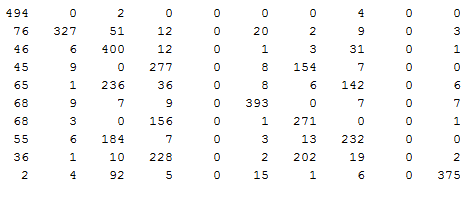 494 0 2 0 0 0 0 4 0 0
76 327 51 12 0 20 2 9 0 3
46 6 400 12 0 1 3 31 0 1
45 9 0 277 0 8 154 7 0 0
65 1 236 36 0 8 6 142 0 6
68 9 7 9 0 393 0 7 0 7
68 3 0 156 0 1 271 0 0 1
55 6 184 7 0 3 13 232 0 0
36 1 10 228 0 2 202 19 0 2
2 4 92 5 0 15 1 6 0 375